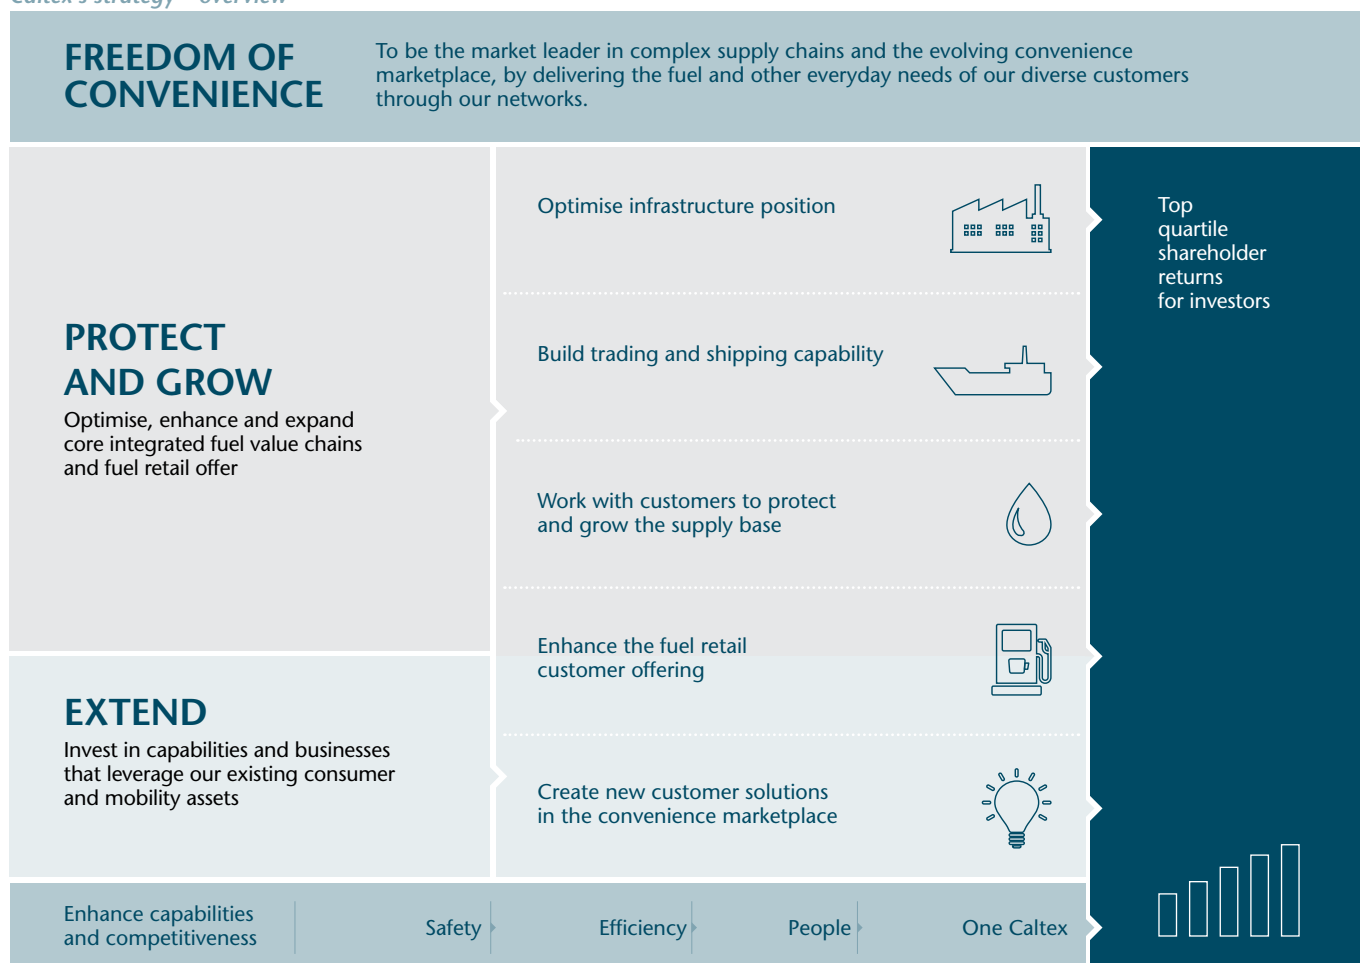 Caltex's strategy – overview
FREEDOM OF
CONVENIENCE
To be the market leader in complex supply chains and the evolving convenience
marketplace, by delivering the fuel and other everyday needs of our diverse customers
through our networks.
PROTECT
AND GROW
Optimise, enhance and expand
core integrated fuel value chains
and fuel retail offer
Optimise infrastructure position
Build trading and shipping capability
Work with customers to protect
and grow the supply base
Enhance the fuel retail
customer offering
EXTEND
Invest in capabilities and businesses
that leverage our existing consumer
and mobility assets
Create new customer solutions
in the convenience marketplace
Top
quartile
shareholder
returns
for investors
Enhance capabilities
and competitiveness
Safety
Efficiency
People
One Caltex